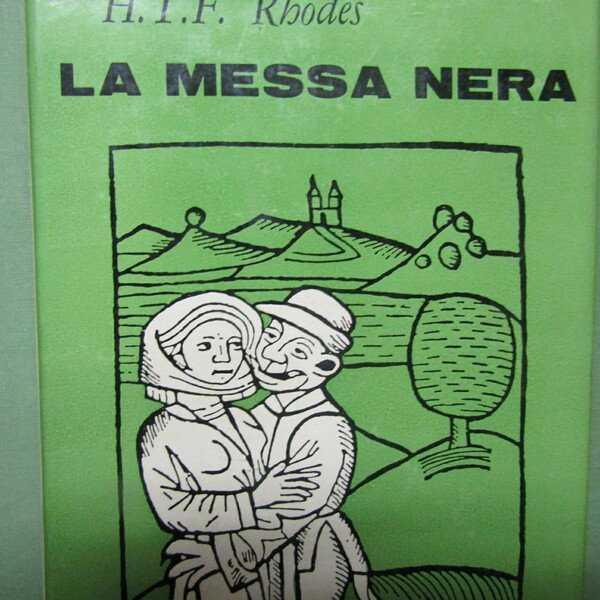 H. T. F. Rhodes
LA MESSA NERA